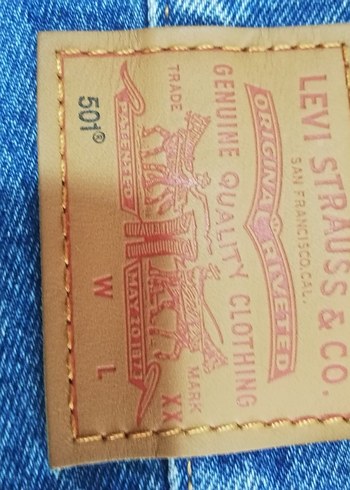 LEVI STRAUSS & CO.
SAN FRANCISCO, CAL.
ORIGINAL RIVETED
GENUINE QUALITY CLOTHING
TRADE MARK
PATENTED MAY 20 1873
XX
501® W L